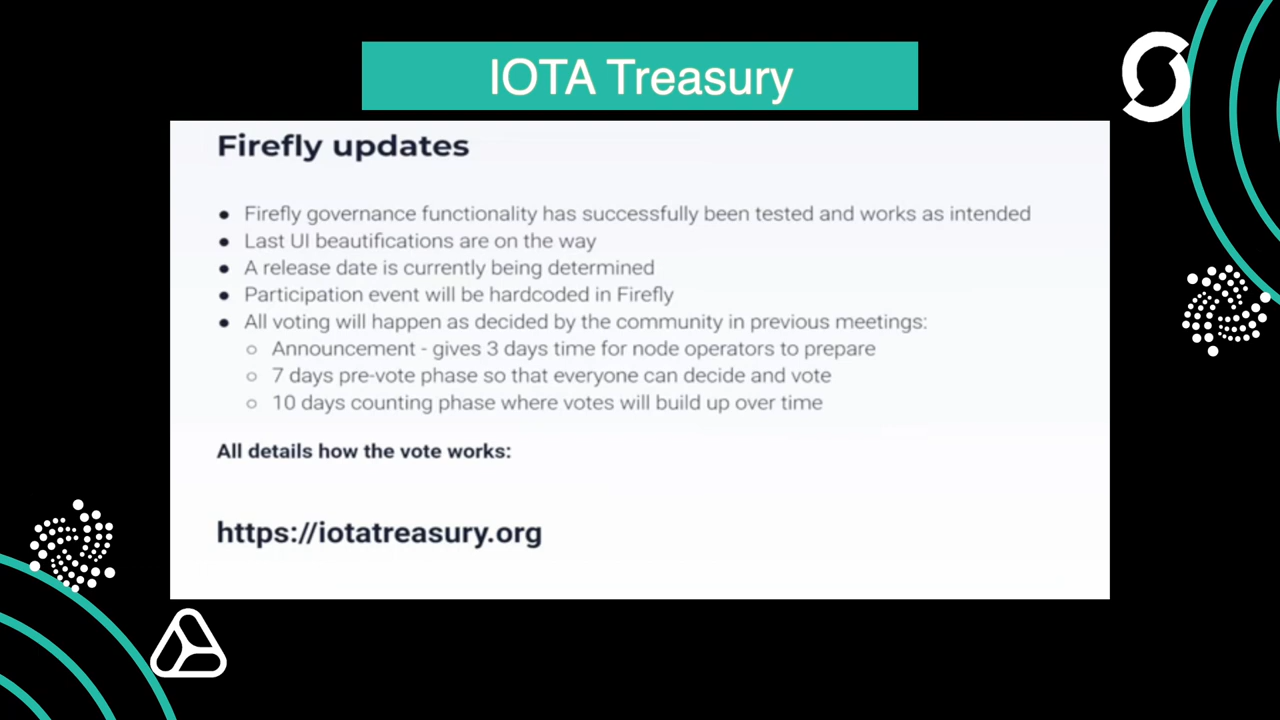 IOTA Treasury
Firefly updates
● Firefly governance functionality has successfully been tested and works as intended
● Last UI beautifications are on the way
● A release date is currently being determined
● Participation event will be hardcoded in Firefly
● All voting will happen as decided by the community in previous meetings:
○ Announcement - gives 3 days time for node operators to prepare
○ 7 days pre-vote phase so that everyone can decide and vote
○ 10 days counting phase where votes will build up over time
All details how the vote works:
https://iotatreasury.org